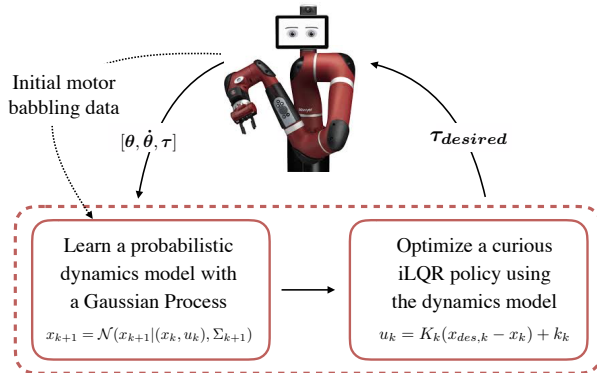 Initial motor
babbling data
[θ, θ̇, τ]
τ_desired
Learn a probabilistic
dynamics model with
a Gaussian Process
x_{k+1} = 𝒩(x_{k+1}|(x_k, u_k), Σ_{k+1})
Optimize a curious
iLQR policy using
the dynamics model
u_k = K_k(x_{des,k} − x_k) + k_k